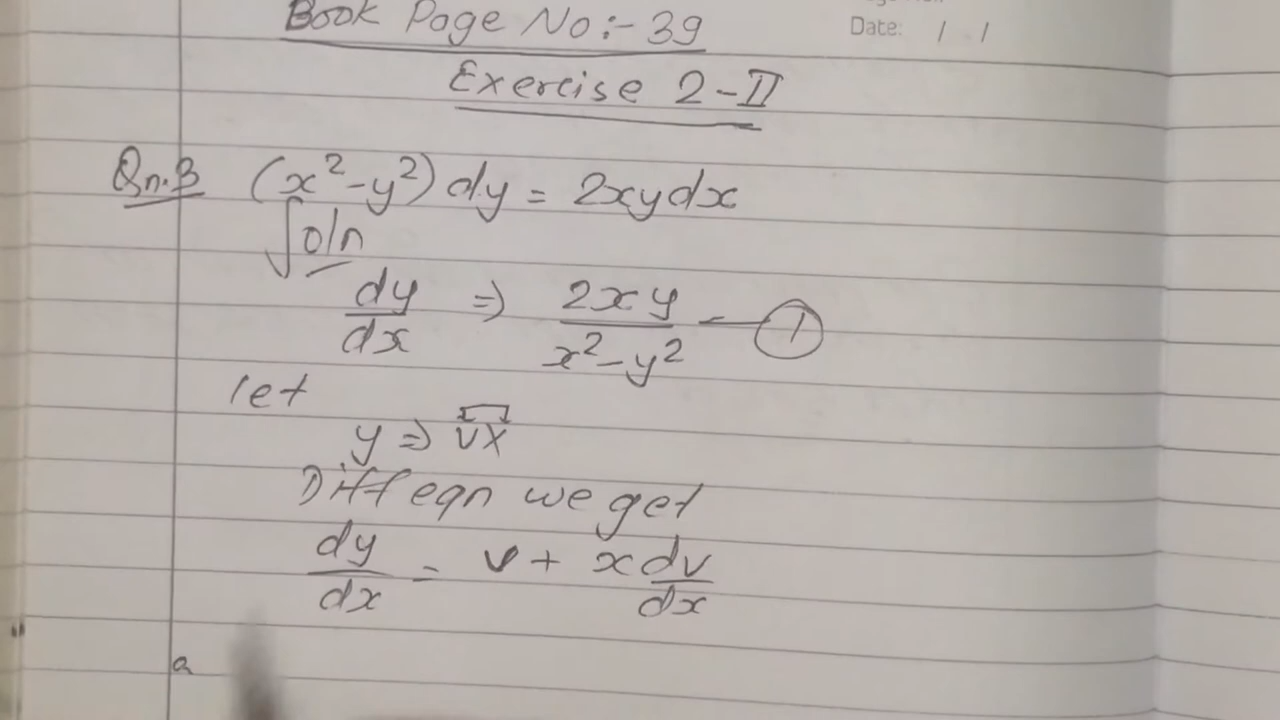 Book Page No:- 39
Date: / /
Exercise 2-II
Qn.3 (x²-y²) dy = 2xy dx
Soln
dy/dx ⇒ 2xy/x²-y² — ①
let
y ⇒ vx
Diff eqn we get
dy/dx = v + x dv/dx
a